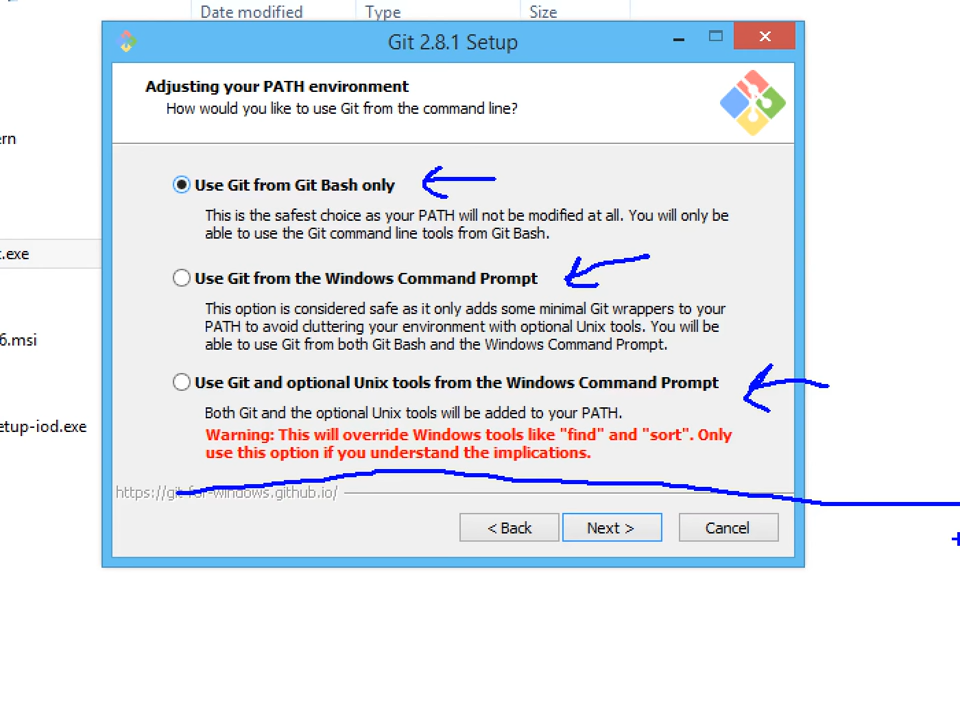 Date modified Type Size
Git 2.8.1 Setup
Adjusting your PATH environment
How would you like to use Git from the command line?
ern
Use Git from Git Bash only
This is the safest choice as your PATH will not be modified at all. You will only be
able to use the Git command line tools from Git Bash.
t.exe
Use Git from the Windows Command Prompt
This option is considered safe as it only adds some minimal Git wrappers to your
PATH to avoid cluttering your environment with optional Unix tools. You will be
able to use Git from both Git Bash and the Windows Command Prompt.
6.msi
Use Git and optional Unix tools from the Windows Command Prompt
Both Git and the optional Unix tools will be added to your PATH.
etup-iod.exe
Warning: This will override Windows tools like "find" and "sort". Only
use this option if you understand the implications.
https://git-for-windows.github.io/
< Back Next > Cancel